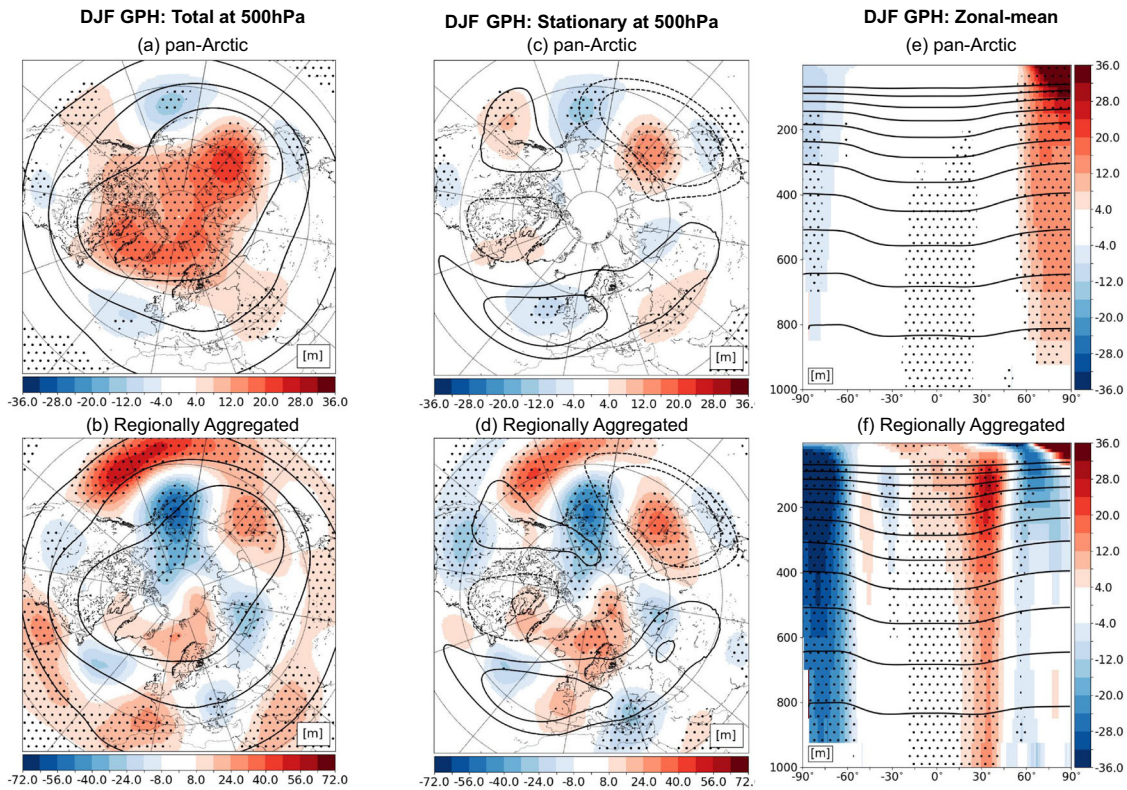 DJF GPH: Total at 500hPa
(a) pan-Arctic
[m]
-36.0 -28.0 -20.0 -12.0 -4.0 4.0 12.0 20.0 28.0 36.0
(b) Regionally Aggregated
[m]
-72.0 -56.0 -40.0 -24.0 -8.0 8.0 24.0 40.0 56.0 72.0
DJF GPH: Stationary at 500hPa
(c) pan-Arctic
[m]
-36.0 -28.0 -20.0 -12.0 -4.0 4.0 12.0 20.0 28.0 36.0
(d) Regionally Aggregated
[m]
-72.0 -56.0 -40.0 -24.0 -8.0 8.0 24.0 40.0 56.0 72.0
DJF GPH: Zonal-mean
(e) pan-Arctic
200
400
600
800
1000
[m]
-90° -60° -30° 0° 30° 60° 90°
36.0
28.0
20.0
12.0
4.0
-4.0
-12.0
-20.0
-28.0
-36.0
(f) Regionally Aggregated
200
400
600
800
1000
[m]
-90° -60° -30° 0° 30° 60° 90°
36.0
28.0
20.0
12.0
4.0
-4.0
-12.0
-20.0
-28.0
-36.0